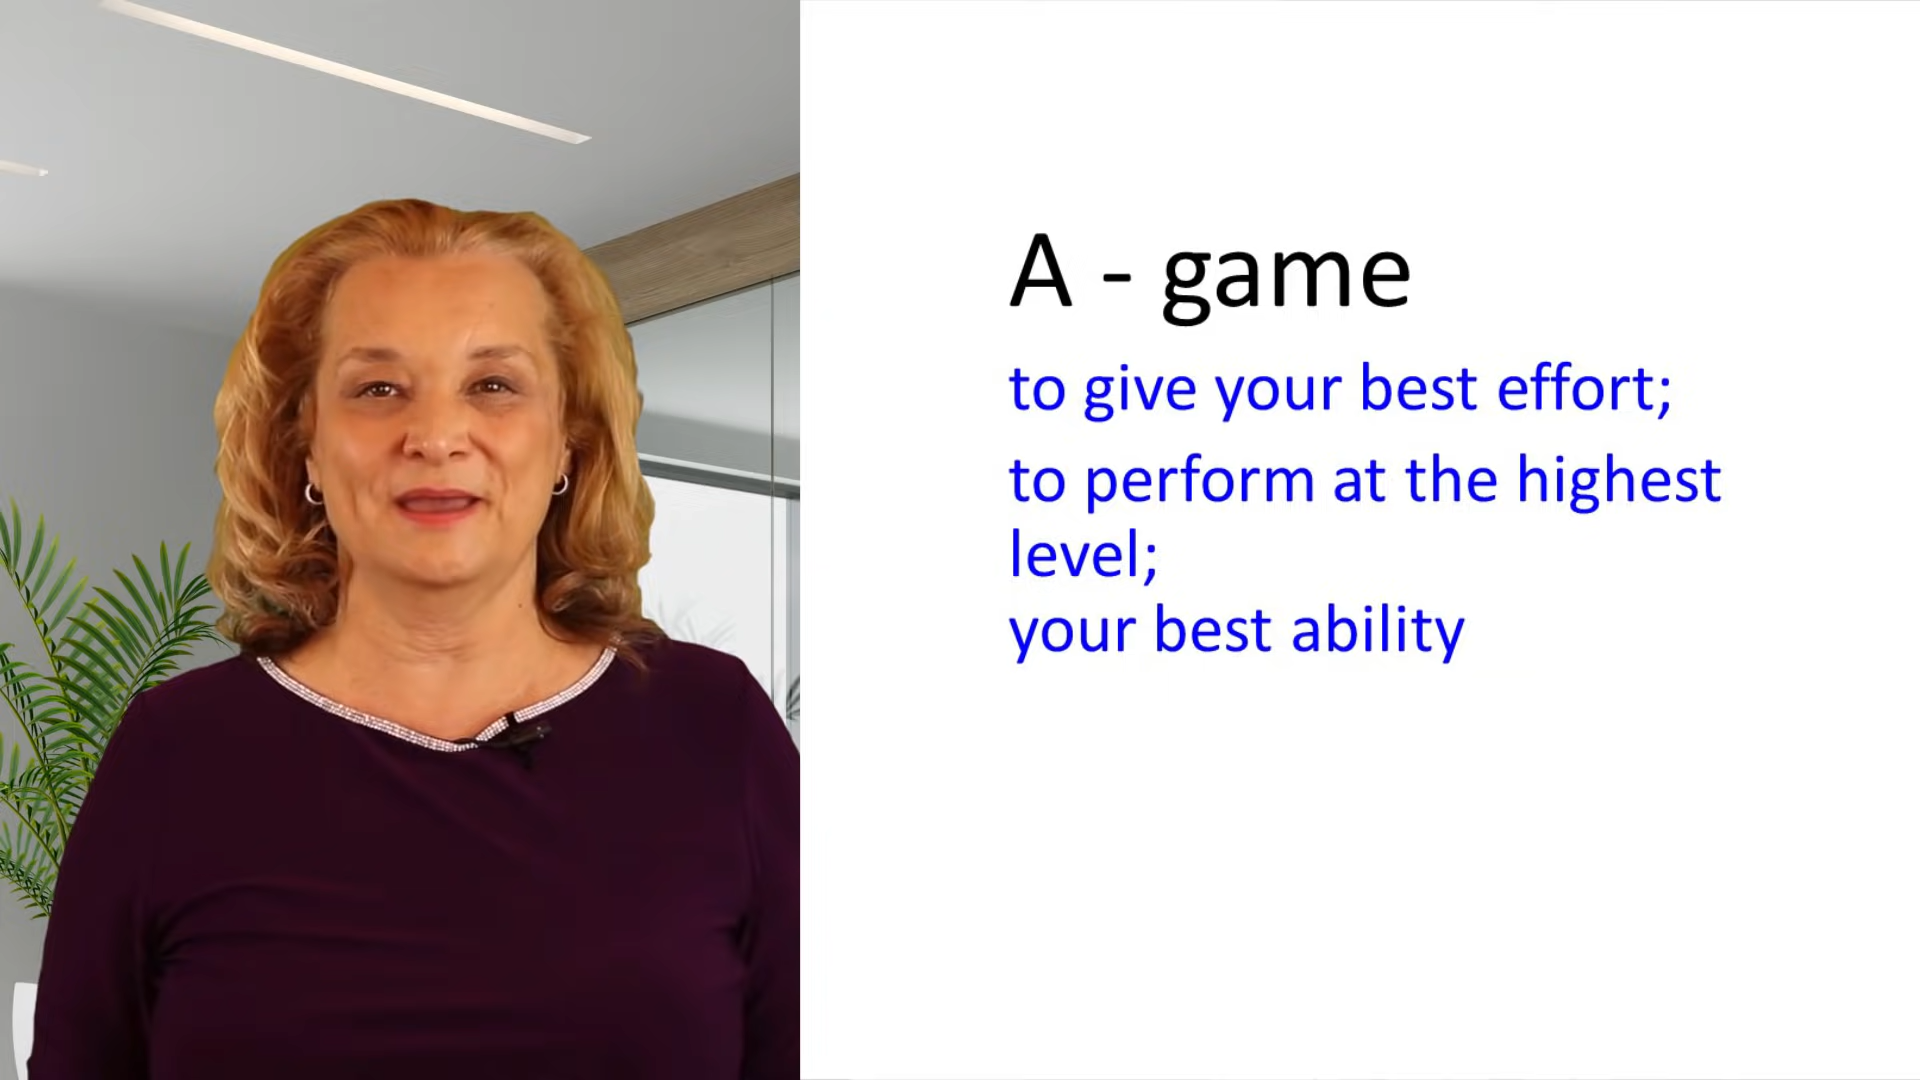 A - game
to give your best effort;
to perform at the highest
level;
your best ability